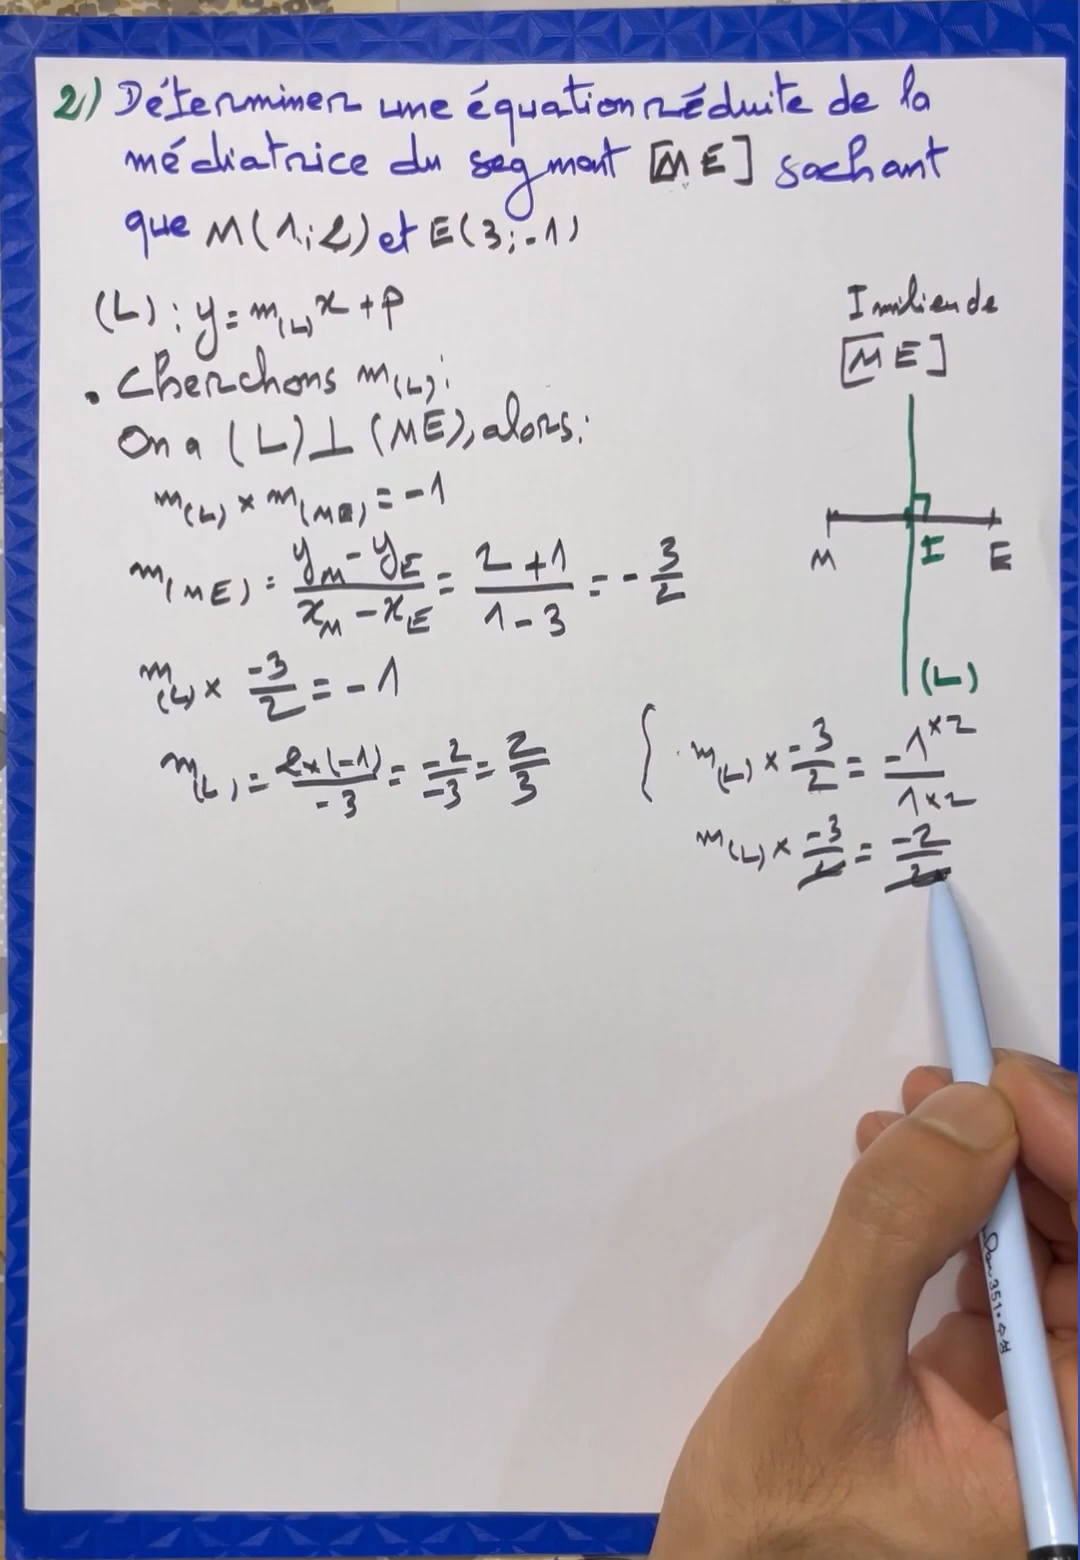 2) Déterminer une équation réduite de la
médiatrice du segment [ME] sachant
que M(1;2) et E(3;-1)
(L): y = m(L) x + p
. Cherchons m(L):
On a (L) ⊥ (ME), alors:
m(L) × m(ME) = -1
m(ME) = (yM - yE)/(xM - xE) = (2+1)/(1-3) = -3/2
m(L) × -3/2 = -1
m(L) = 2×(-1)/-3 = -2/-3 = 2/3
I milieu de
[ME]
M I E
(L)
m(L) × -3/2 = -1×2/1×2
m(L) × -3/2 = -2/2
351